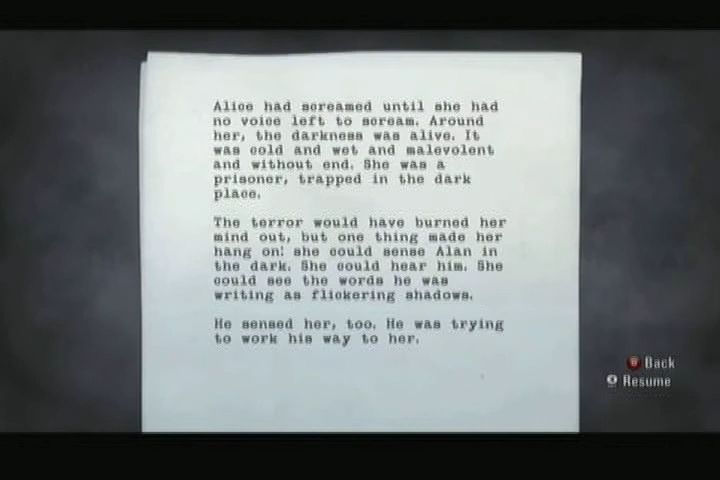 Alice had screamed until she had
no voice left to scream. Around
her, the darkness was alive. It
was cold and wet and malevolent
and without end. She was a
prisoner, trapped in the dark
place.
The terror would have burned her
mind out, but one thing made her
hang on: she could sense Alan in
the dark. She could hear him. She
could see the words he was
writing as flickering shadows.
He sensed her, too. He was trying
to work his way to her.
B Back
Resume